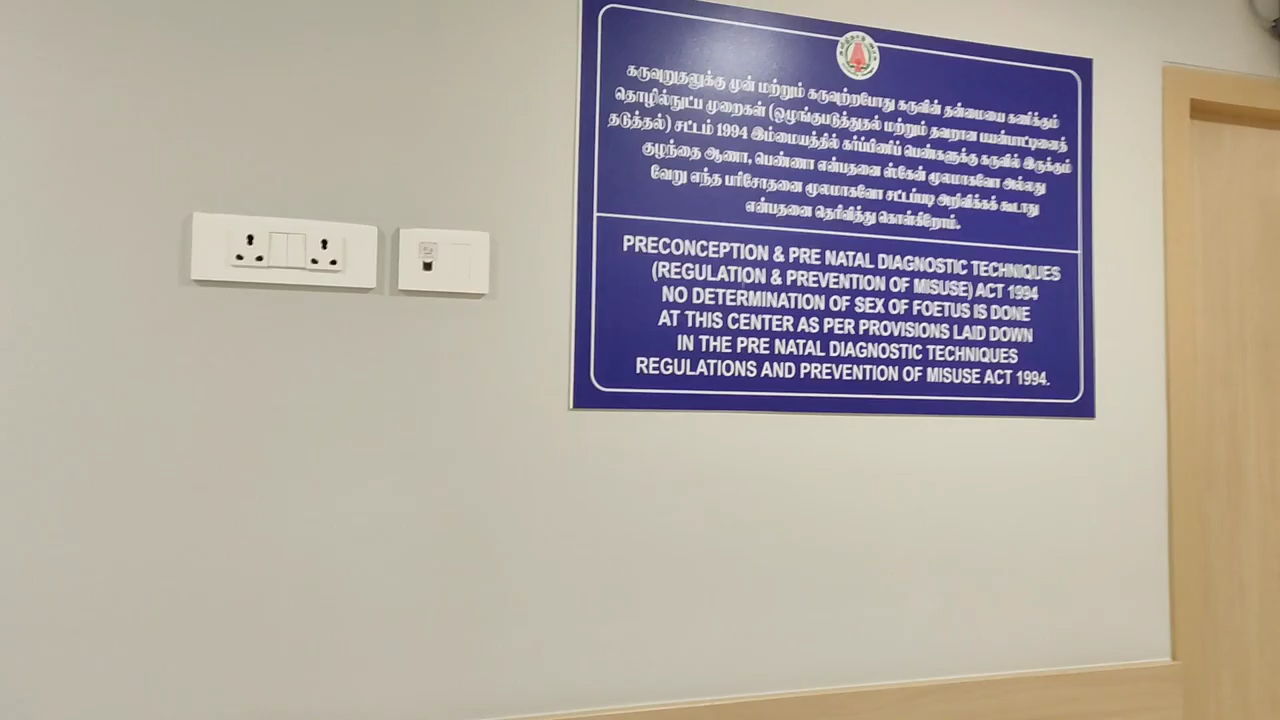 கருவுறுதலுக்கு முன் மற்றும் கருவுற்றபோது கருவின் தன்மையை கணிக்கும்
தொழில்நுட்ப முறைகள் (ஒழுங்குபடுத்துதல் மற்றும் தவறான பயன்பாட்டினைத்
தடுத்தல்) சட்டம் 1994 இம்மையத்தில் கர்ப்பிணிப் பெண்களுக்கு கருவில் இருக்கும்
குழந்தை ஆணா, பெண்ணா என்பதனை ஸ்கேன் மூலமாகவோ அல்லது
வேறு எந்த பரிசோதனை மூலமாகவோ சட்டப்படி அறிவிக்கக் கூடாது
என்பதனை தெரிவித்து கொள்கிறோம்.
PRECONCEPTION & PRE NATAL DIAGNOSTIC TECHNIQUES
(REGULATION & PREVENTION OF MISUSE) ACT 1994
NO DETERMINATION OF SEX OF FOETUS IS DONE
AT THIS CENTER AS PER PROVISIONS LAID DOWN
IN THE PRE NATAL DIAGNOSTIC TECHNIQUES
REGULATIONS AND PREVENTION OF MISUSE ACT 1994.